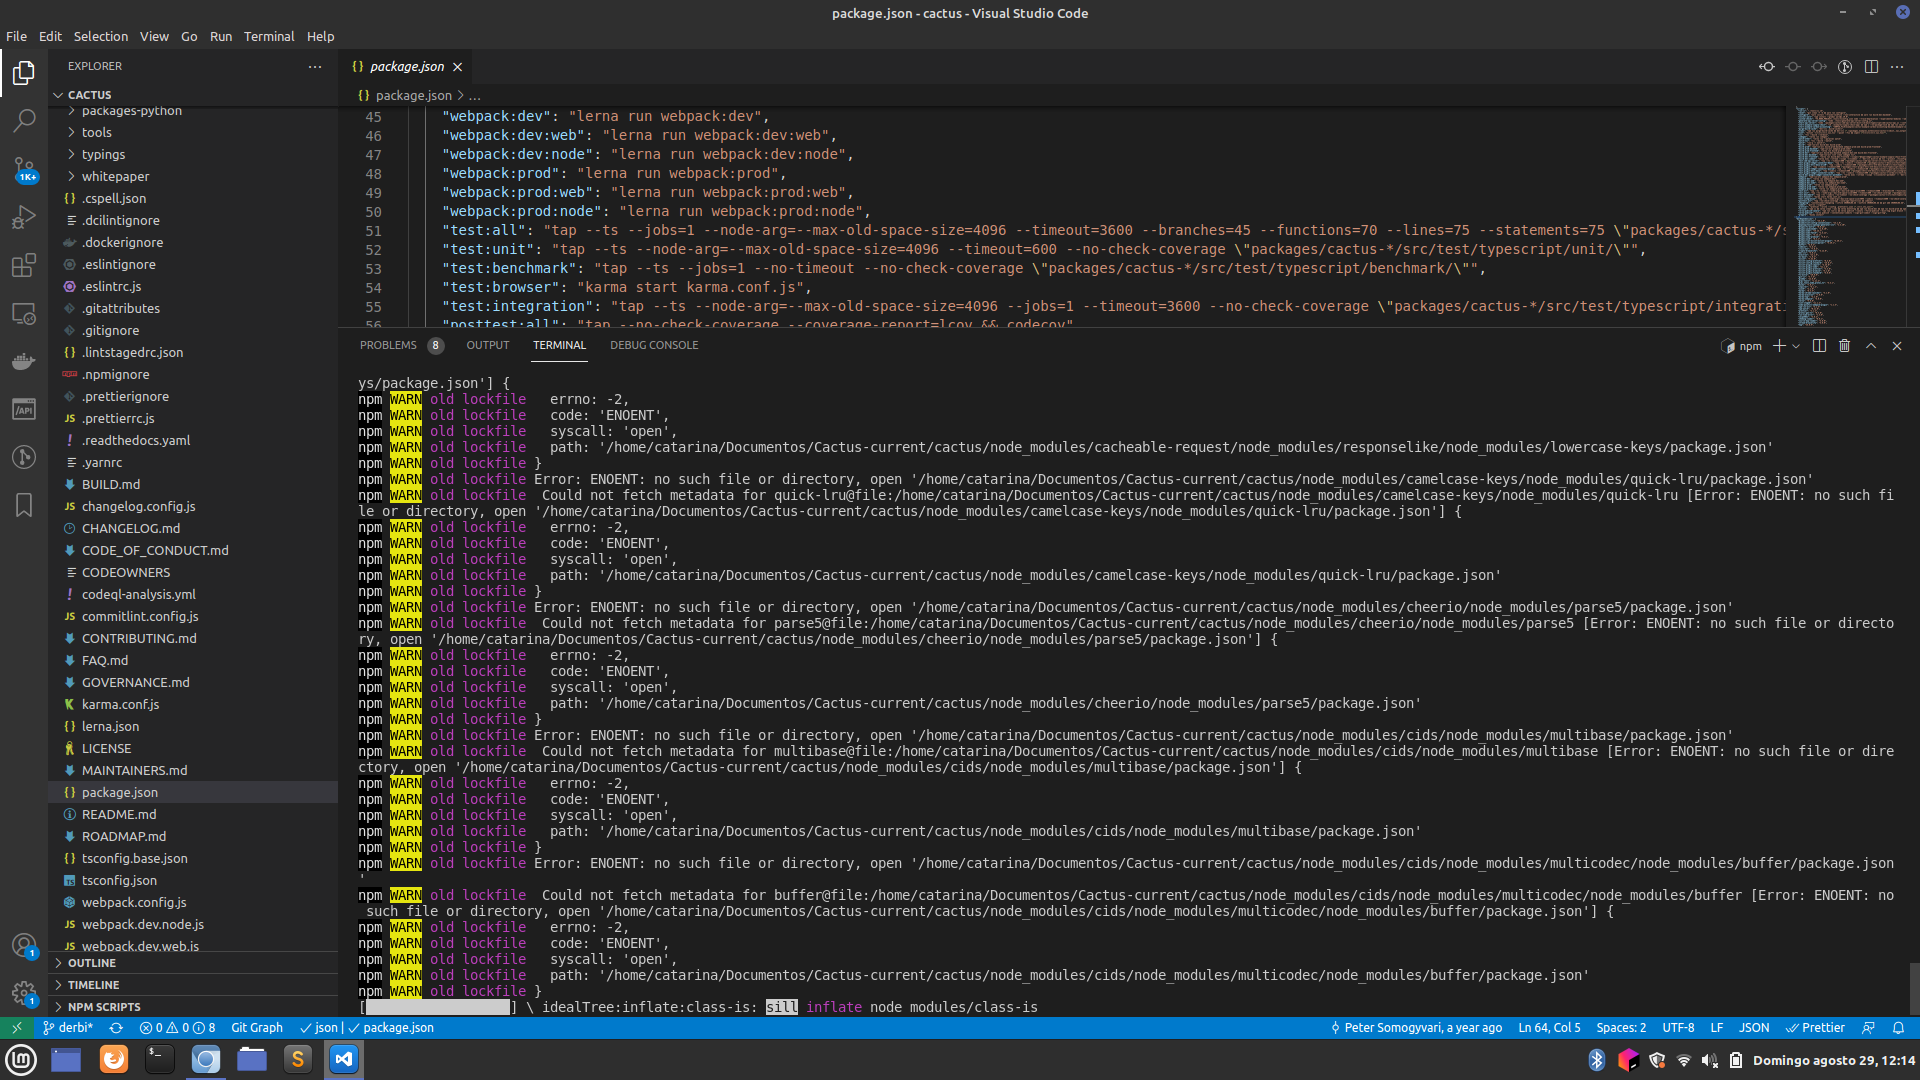 package.json - cactus - Visual Studio Code
File Edit Selection View Go Run Terminal Help
EXPLORER
CACTUS
packages-python
tools
typings
whitepaper
.cspell.json
.dcilintignore
.dockerignore
.eslintignore
.eslintrc.js
.gitattributes
.gitignore
.lintstagedrc.json
.npmignore
.prettierignore
.prettierrc.js
.readthedocs.yaml
.yarnrc
BUILD.md
changelog.config.js
CHANGELOG.md
CODE_OF_CONDUCT.md
CODEOWNERS
codeql-analysis.yml
commitlint.config.js
CONTRIBUTING.md
FAQ.md
GOVERNANCE.md
karma.conf.js
lerna.json
LICENSE
MAINTAINERS.md
package.json
README.md
ROADMAP.md
tsconfig.base.json
tsconfig.json
webpack.config.js
webpack.dev.node.js
webpack.dev.web.js
OUTLINE
TIMELINE
NPM SCRIPTS
1K+
1
1
package.json
package.json > ...
45 "webpack:dev": "lerna run webpack:dev",
46 "webpack:dev:web": "lerna run webpack:dev:web",
47 "webpack:dev:node": "lerna run webpack:dev:node",
48 "webpack:prod": "lerna run webpack:prod",
49 "webpack:prod:web": "lerna run webpack:prod:web",
50 "webpack:prod:node": "lerna run webpack:prod:node",
51 "test:all": "tap --ts --jobs=1 --node-arg=--max-old-space-size=4096 --timeout=3600 --branches=45 --functions=70 --lines=75 --statements=75 \"packages/cactus-*/s
52 "test:unit": "tap --ts --node-arg=--max-old-space-size=4096 --timeout=600 --no-check-coverage \"packages/cactus-*/src/test/typescript/unit/\"",
53 "test:benchmark": "tap --ts --jobs=1 --no-timeout --no-check-coverage \"packages/cactus-*/src/test/typescript/benchmark/\"",
54 "test:browser": "karma start karma.conf.js",
55 "test:integration": "tap --ts --node-arg=--max-old-space-size=4096 --jobs=1 --timeout=3600 --no-check-coverage \"packages/cactus-*/src/test/typescript/integrati
56 "posttest:all": "tap --no-check-coverage --coverage-report=lcov && codecov"
PROBLEMS 8 OUTPUT TERMINAL DEBUG CONSOLE npm
ys/package.json'] {
npm WARN old lockfile   errno: -2,
npm WARN old lockfile   code: 'ENOENT',
npm WARN old lockfile   syscall: 'open',
npm WARN old lockfile   path: '/home/catarina/Documentos/Cactus-current/cactus/node_modules/cacheable-request/node_modules/responselike/node_modules/lowercase-keys/package.json'
npm WARN old lockfile }
npm WARN old lockfile Error: ENOENT: no such file or directory, open '/home/catarina/Documentos/Cactus-current/cactus/node_modules/camelcase-keys/node_modules/quick-lru/package.json'
npm WARN old lockfile  Could not fetch metadata for quick-lru@file:/home/catarina/Documentos/Cactus-current/cactus/node_modules/camelcase-keys/node_modules/quick-lru [Error: ENOENT: no such fi
le or directory, open '/home/catarina/Documentos/Cactus-current/cactus/node_modules/camelcase-keys/node_modules/quick-lru/package.json'] {
npm WARN old lockfile   errno: -2,
npm WARN old lockfile   code: 'ENOENT',
npm WARN old lockfile   syscall: 'open',
npm WARN old lockfile   path: '/home/catarina/Documentos/Cactus-current/cactus/node_modules/camelcase-keys/node_modules/quick-lru/package.json'
npm WARN old lockfile }
npm WARN old lockfile Error: ENOENT: no such file or directory, open '/home/catarina/Documentos/Cactus-current/cactus/node_modules/cheerio/node_modules/parse5/package.json'
npm WARN old lockfile  Could not fetch metadata for parse5@file:/home/catarina/Documentos/Cactus-current/cactus/node_modules/cheerio/node_modules/parse5 [Error: ENOENT: no such file or directo
ry, open '/home/catarina/Documentos/Cactus-current/cactus/node_modules/cheerio/node_modules/parse5/package.json'] {
npm WARN old lockfile   errno: -2,
npm WARN old lockfile   code: 'ENOENT',
npm WARN old lockfile   syscall: 'open',
npm WARN old lockfile   path: '/home/catarina/Documentos/Cactus-current/cactus/node_modules/cheerio/node_modules/parse5/package.json'
npm WARN old lockfile }
npm WARN old lockfile Error: ENOENT: no such file or directory, open '/home/catarina/Documentos/Cactus-current/cactus/node_modules/cids/node_modules/multibase/package.json'
npm WARN old lockfile  Could not fetch metadata for multibase@file:/home/catarina/Documentos/Cactus-current/cactus/node_modules/cids/node_modules/multibase [Error: ENOENT: no such file or dire
ctory, open '/home/catarina/Documentos/Cactus-current/cactus/node_modules/cids/node_modules/multibase/package.json'] {
npm WARN old lockfile   errno: -2,
npm WARN old lockfile   code: 'ENOENT',
npm WARN old lockfile   syscall: 'open',
npm WARN old lockfile   path: '/home/catarina/Documentos/Cactus-current/cactus/node_modules/cids/node_modules/multibase/package.json'
npm WARN old lockfile }
npm WARN old lockfile Error: ENOENT: no such file or directory, open '/home/catarina/Documentos/Cactus-current/cactus/node_modules/cids/node_modules/multicodec/node_modules/buffer/package.json
'
npm WARN old lockfile  Could not fetch metadata for buffer@file:/home/catarina/Documentos/Cactus-current/cactus/node_modules/cids/node_modules/multicodec/node_modules/buffer [Error: ENOENT: no
 such file or directory, open '/home/catarina/Documentos/Cactus-current/cactus/node_modules/cids/node_modules/multicodec/node_modules/buffer/package.json'] {
npm WARN old lockfile   errno: -2,
npm WARN old lockfile   code: 'ENOENT',
npm WARN old lockfile   syscall: 'open',
npm WARN old lockfile   path: '/home/catarina/Documentos/Cactus-current/cactus/node_modules/cids/node_modules/multicodec/node_modules/buffer/package.json'
npm WARN old lockfile }
[                  ] \ idealTree:inflate:class-is: sill inflate node modules/class-is
derbi* 0 0 8 Git Graph json | package.json Peter Somogyvari, a year ago Ln 64, Col 5 Spaces: 2 UTF-8 LF JSON Prettier
Domingo agosto 29, 12:14